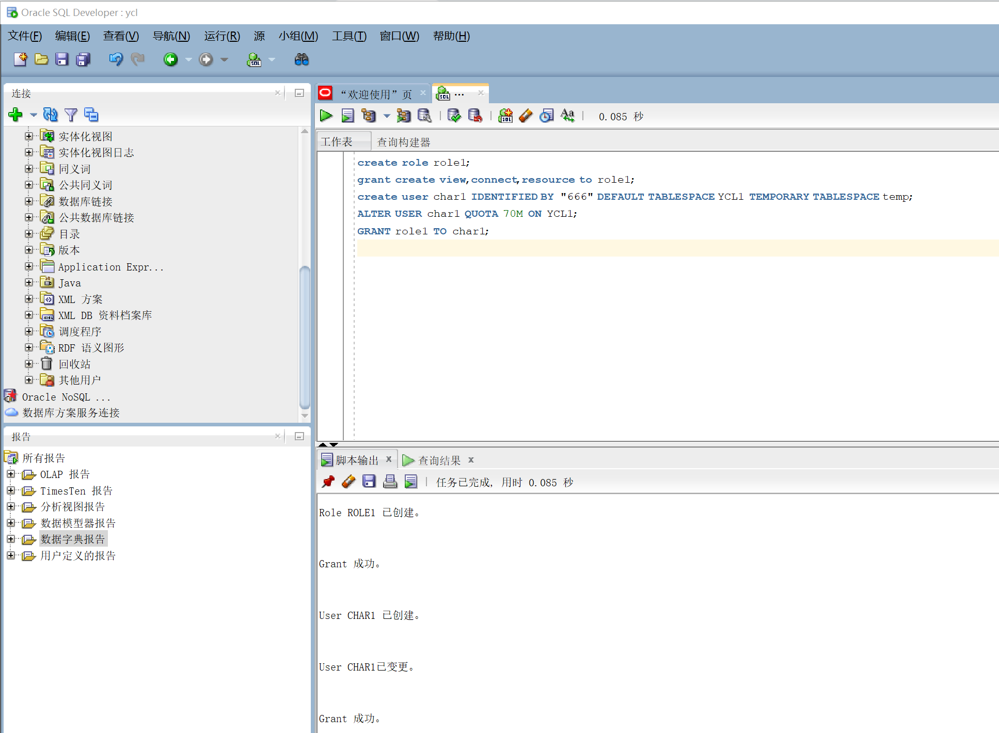 Oracle SQL Developer : ycl
文件(F) 编辑(E) 查看(V) 导航(N) 运行(R) 源 小组(M) 工具(T) 窗口(W) 帮助(H)
连接
实体化视图
实体化视图日志
同义词
公共同义词
数据库链接
公共数据库链接
目录
版本
Application Expr...
Java
XML 方案
XML DB 资料档案库
调度程序
RDF 语义图形
回收站
其他用户
Oracle NoSQL ...
数据库方案服务连接
报告
所有报告
OLAP 报告
TimesTen 报告
分析视图报告
数据模型器报告
数据字典报告
用户定义的报告
“欢迎使用”页 ...
0.085 秒
工作表 查询构建器
create role role1;
grant create view,connect,resource to role1;
create user char1 IDENTIFIED BY "666" DEFAULT TABLESPACE YCL1 TEMPORARY TABLESPACE temp;
ALTER USER char1 QUOTA 70M ON YCL1;
GRANT role1 TO char1;
脚本输出 查询结果
任务已完成, 用时 0.085 秒
Role ROLE1 已创建。
Grant 成功。
User CHAR1 已创建。
User CHAR1已变更。
Grant 成功。